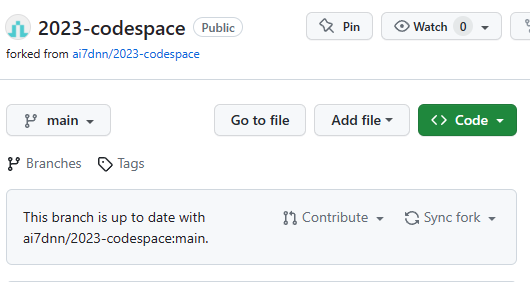 2023-codespace Public Pin Watch 0
forked from ai7dnn/2023-codespace
main Go to file Add file Code
Branches Tags
This branch is up to date with Contribute Sync fork
ai7dnn/2023-codespace:main.